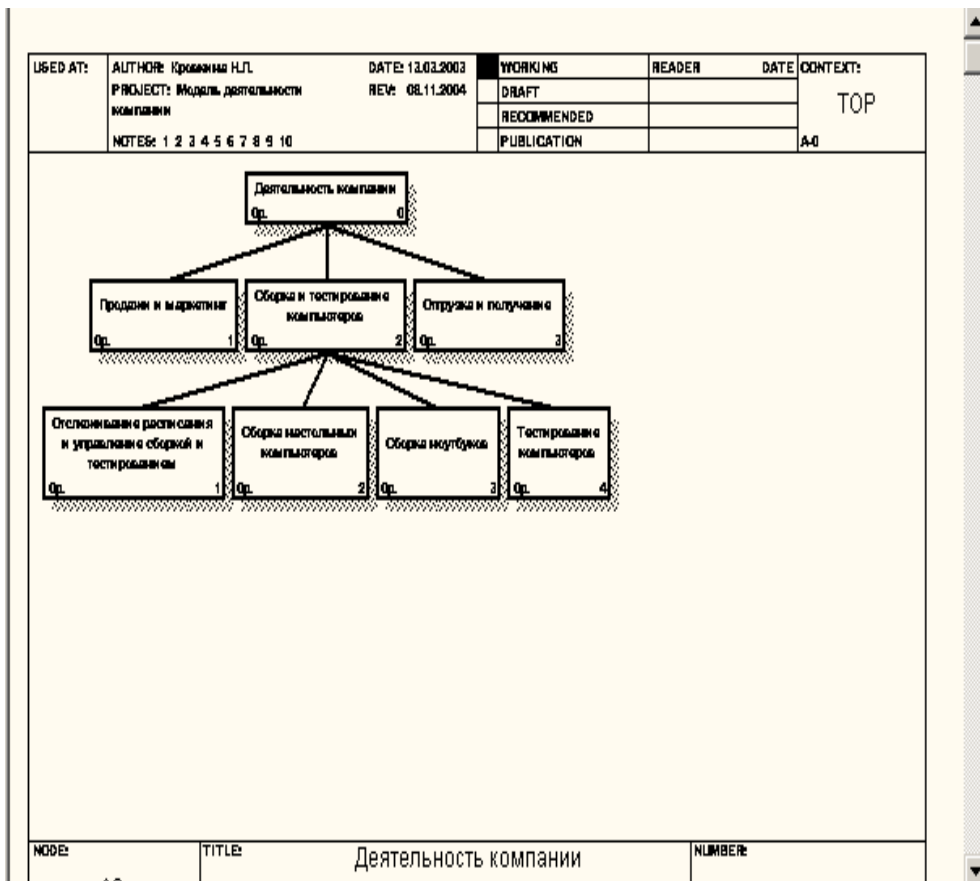 USED AT:
AUTHOR: Н.Л.
DATE: 13.03.2003
PROJECT: Модель деятельности
REV: 08.11.2004
компании
NOTES: 1 2 3 4 5 6 7 8 9 10
WORKING
DRAFT
RECOMMENDED
PUBLICATION
READER DATE
CONTEXT:
TOP
A-0
Деятельность компании
0р. 0
Продажи и маркетинг
0р. 1
Сборка и тестирование
компьютеров
0р. 2
Отгрузка и получение
0р. 3
Отслеживание расписания
и управление сборкой и
тестированием
0р. 1
Сборка настольных
компьютеров
0р. 2
Сборка ноутбуков
0р. 3
Тестирование
компьютеров
0р. 4
NODE:
TITLE:
Деятельность компании
NUMBER: